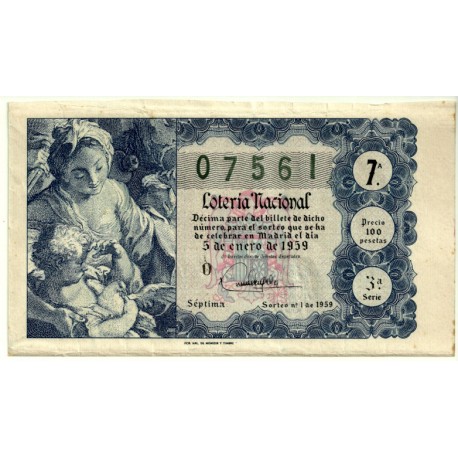 07561
7.ª
Lotería Nacional
Décima parte del billete de dicho
número, para el sorteo que se ha
de celebrar en Madrid el día
5 de enero de 1959
Precio
100
pesetas
3.ª
Serie
Séptima
Sorteo nº 1 de 1959